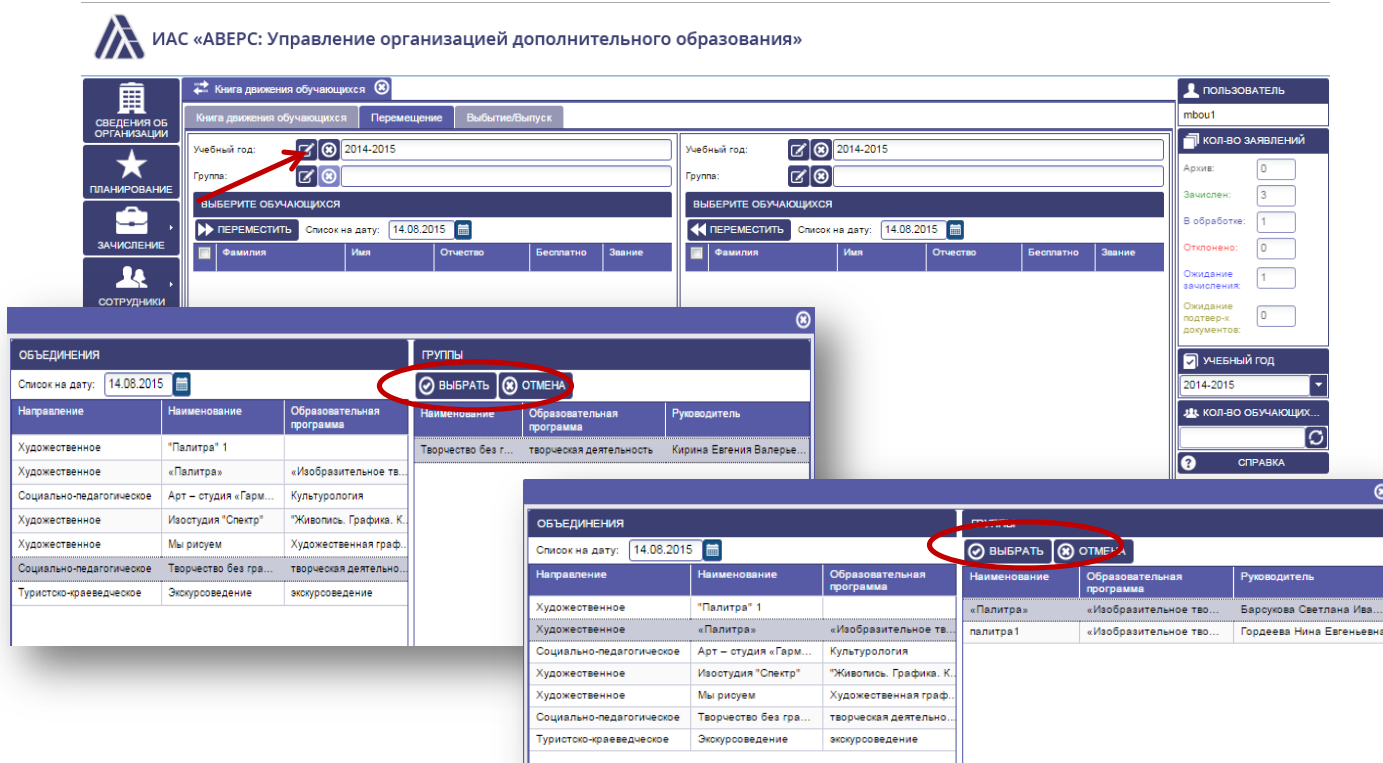 ИАС «АВЕРС: Управление организацией дополнительного образования»
СВЕДЕНИЯ ОБ
ОРГАНИЗАЦИИ
ПЛАНИРОВАНИЕ
ЗАЧИСЛЕНИЕ
СОТРУДНИКИ
Книга движения обучающихся
Книга движения обучающихся Перемещение Выбытие/Выпуск
Учебный год: 2014-2015
Группа:
ВЫБЕРИТЕ ОБУЧАЮЩИХСЯ
ПЕРЕМЕСТИТЬ Список на дату: 14.08.2015
Фамилия Имя Отчество Бесплатно Звание
Учебный год: 2014-2015
Группа:
ВЫБЕРИТЕ ОБУЧАЮЩИХСЯ
ПЕРЕМЕСТИТЬ Список на дату: 14.08.2015
Фамилия Имя Отчество Бесплатно Звание
ПОЛЬЗОВАТЕЛЬ
mbou1
КОЛ-ВО ЗАЯВЛЕНИЙ
Архив: 0
Зачислен: 3
В обработке: 1
Отклонено: 0
Ожидание
зачисления: 1
Ожидание
подтвер-х
документов: 0
УЧЕБНЫЙ ГОД
2014-2015
КОЛ-ВО ОБУЧАЮЩИХ...
СПРАВКА
ОБЪЕДИНЕНИЯ
Список на дату: 14.08.2015
Направление Наименование Образовательная
программа
Художественное "Палитра" 1
Художественное «Палитра» «Изобразительное тв...
Социально-педагогическое Арт – студия «Гарм... Культурология
Художественное Изостудия "Спектр" "Живопись. Графика. К..
Художественное Мы рисуем Художественная граф..
Социально-педагогическое Творчество без гра... творческая деятельно...
Туристско-краеведческое Экскурсоведение экскурсоведение
ГРУППЫ
ВЫБРАТЬ ОТМЕНА
Наименование Образовательная
программа Руководитель
Творчество без г... творческая деятельность Кирина Евгения Валерье...
ОБЪЕДИНЕНИЯ
Список на дату: 14.08.2015
Направление Наименование Образовательная
программа
Художественное "Палитра" 1
Художественное «Палитра» «Изобразительное тв...
Социально-педагогическое Арт – студия «Гарм... Культурология
Художественное Изостудия "Спектр" "Живопись. Графика. К..
Художественное Мы рисуем Художественная граф..
Социально-педагогическое Творчество без гра... творческая деятельно...
Туристско-краеведческое Экскурсоведение экскурсоведение
ГРУППЫ
ВЫБРАТЬ ОТМЕНА
Наименование Образовательная
программа Руководитель
«Палитра» «Изобразительное тво... Барсукова Светлана Ива...
палитра1 «Изобразительное тво... Гордеева Нина Евгеньевна